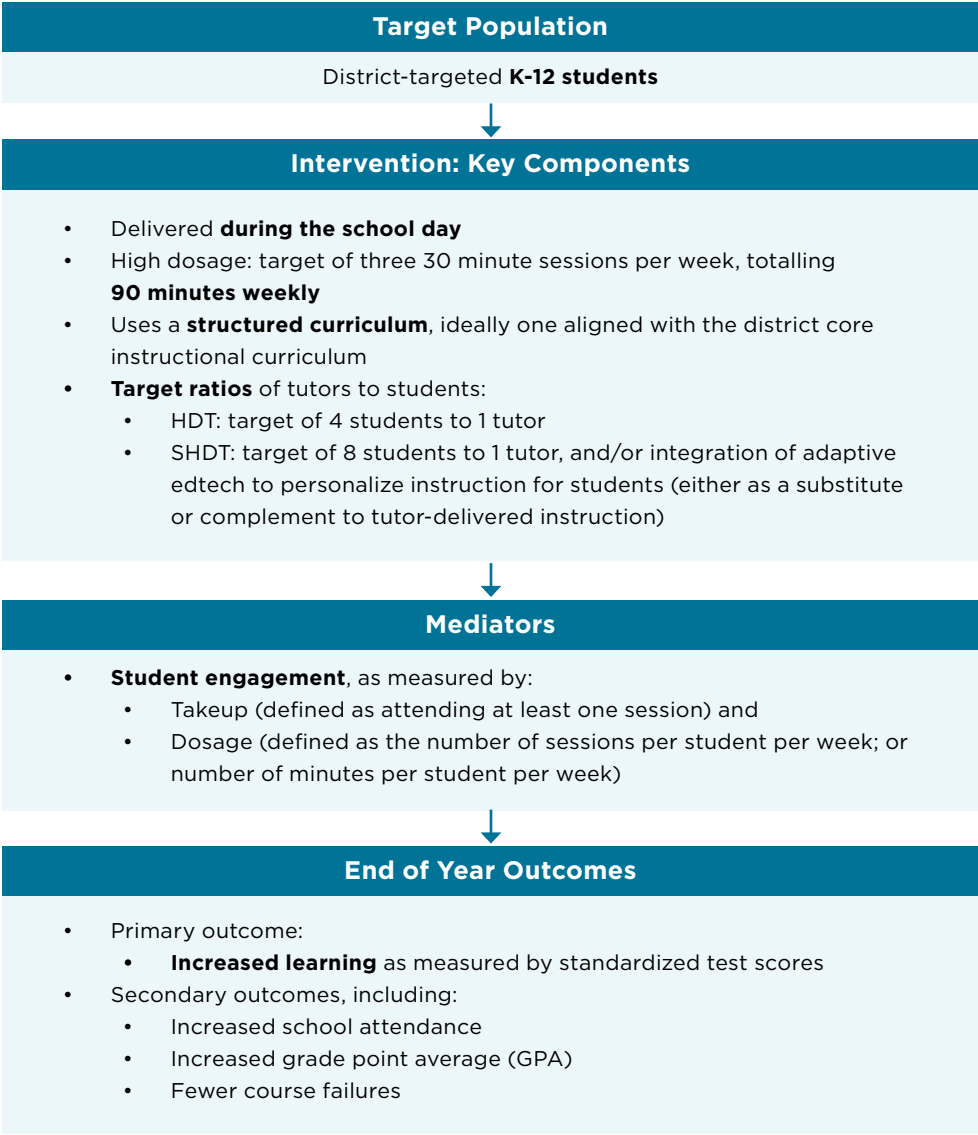 Target Population
District-targeted K-12 students
Intervention: Key Components
• Delivered during the school day
• High dosage: target of three 30 minute sessions per week, totalling
90 minutes weekly
• Uses a structured curriculum, ideally one aligned with the district core
instructional curriculum
• Target ratios of tutors to students:
• HDT: target of 4 students to 1 tutor
• SHDT: target of 8 students to 1 tutor, and/or integration of adaptive
edtech to personalize instruction for students (either as a substitute
or complement to tutor-delivered instruction)
Mediators
• Student engagement, as measured by:
• Takeup (defined as attending at least one session) and
• Dosage (defined as the number of sessions per student per week; or
number of minutes per student per week)
End of Year Outcomes
• Primary outcome:
• Increased learning as measured by standardized test scores
• Secondary outcomes, including:
• Increased school attendance
• Increased grade point average (GPA)
• Fewer course failures